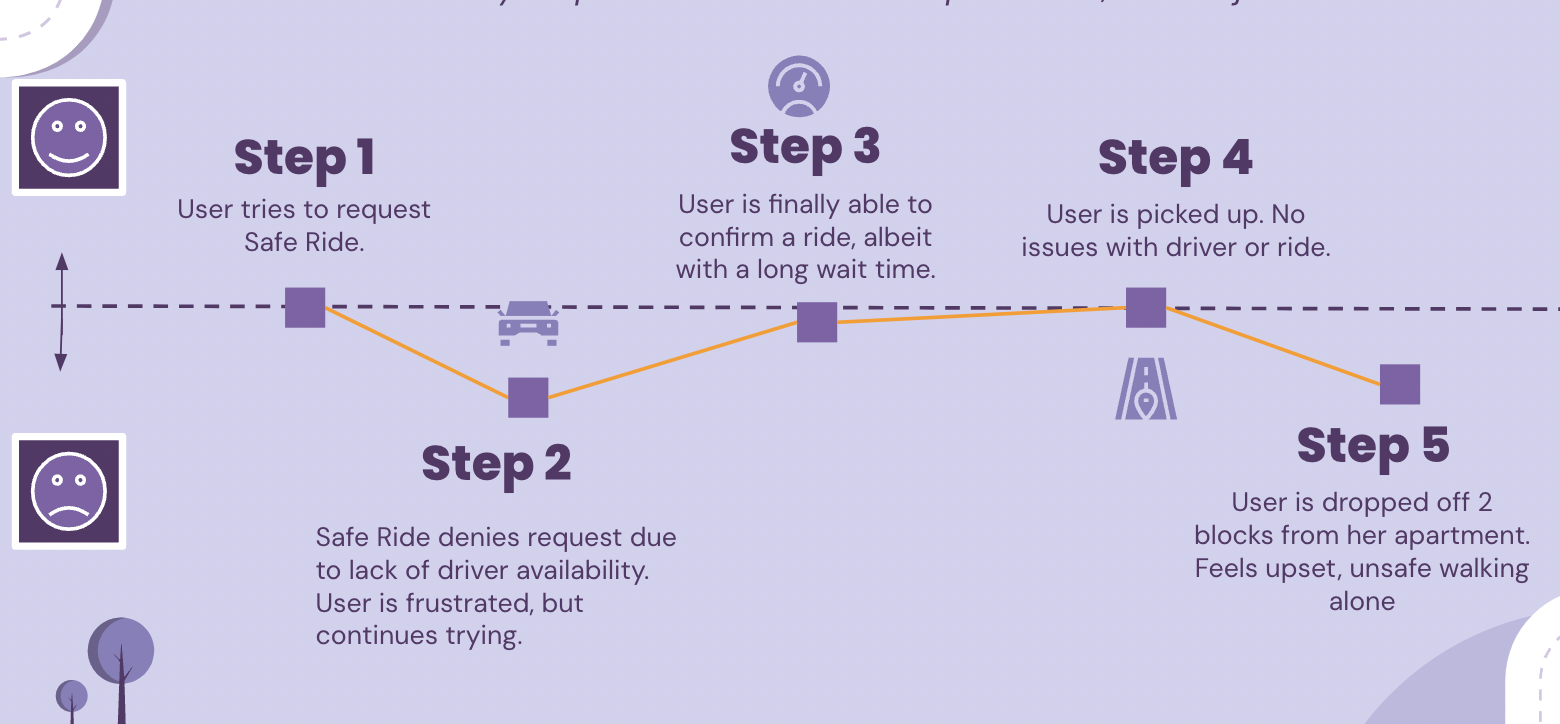 Step 1
User tries to request
Safe Ride.
Step 2
Safe Ride denies request due
to lack of driver availability.
User is frustrated, but
continues trying.
Step 3
User is finally able to
confirm a ride, albeit
with a long wait time.
Step 4
User is picked up. No
issues with driver or ride.
Step 5
User is dropped off 2
blocks from her apartment.
Feels upset, unsafe walking
alone